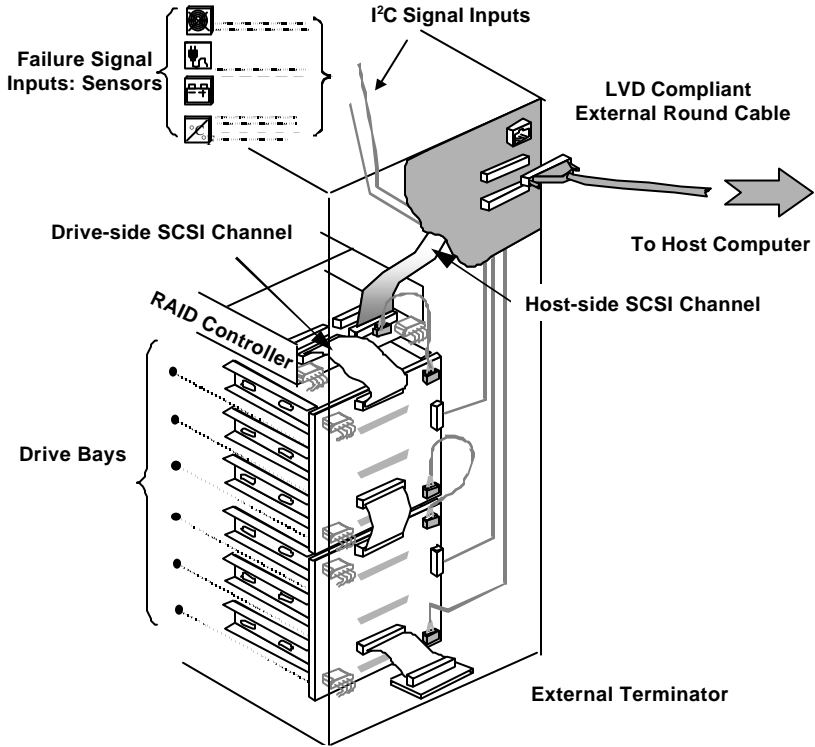 I²C Signal Inputs
Failure Signal
Inputs: Sensors
LVD Compliant
External Round Cable
To Host Computer
Drive-side SCSI Channel
Host-side SCSI Channel
RAID Controller
Drive Bays
External Terminator